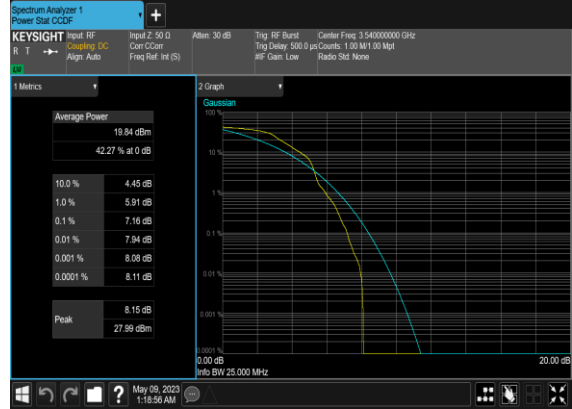 Spectrum Analyzer 1
Power Stat CCDF
KEYSIGHT
R T
Input: RF
Coupling: DC
Align: Auto
Input Z: 50 Ω
Corr CCorr
Freq Ref: Int (S)
Atten: 30 dB
Trig: RF Burst
Trig Delay: 500.0 µs
#IF Gain: Low
Center Freq: 3.540000000 GHz
Counts: 1.00 M/1.00 Mpt
Radio Std: None
1 Metrics
Average Power
19.84 dBm
42.27 % at 0 dB
10.0 % 4.45 dB
1.0 % 5.91 dB
0.1 % 7.16 dB
0.01 % 7.94 dB
0.001 % 8.08 dB
0.0001 % 8.11 dB
Peak
8.15 dB
27.99 dBm
2 Graph
Gaussian
100 %
10 %
1 %
0.1 %
0.01 %
0.001 %
0.0001 %
0.00 dB
20.00 dB
Info BW 25.000 MHz
May 09, 2023
1:18:56 AM